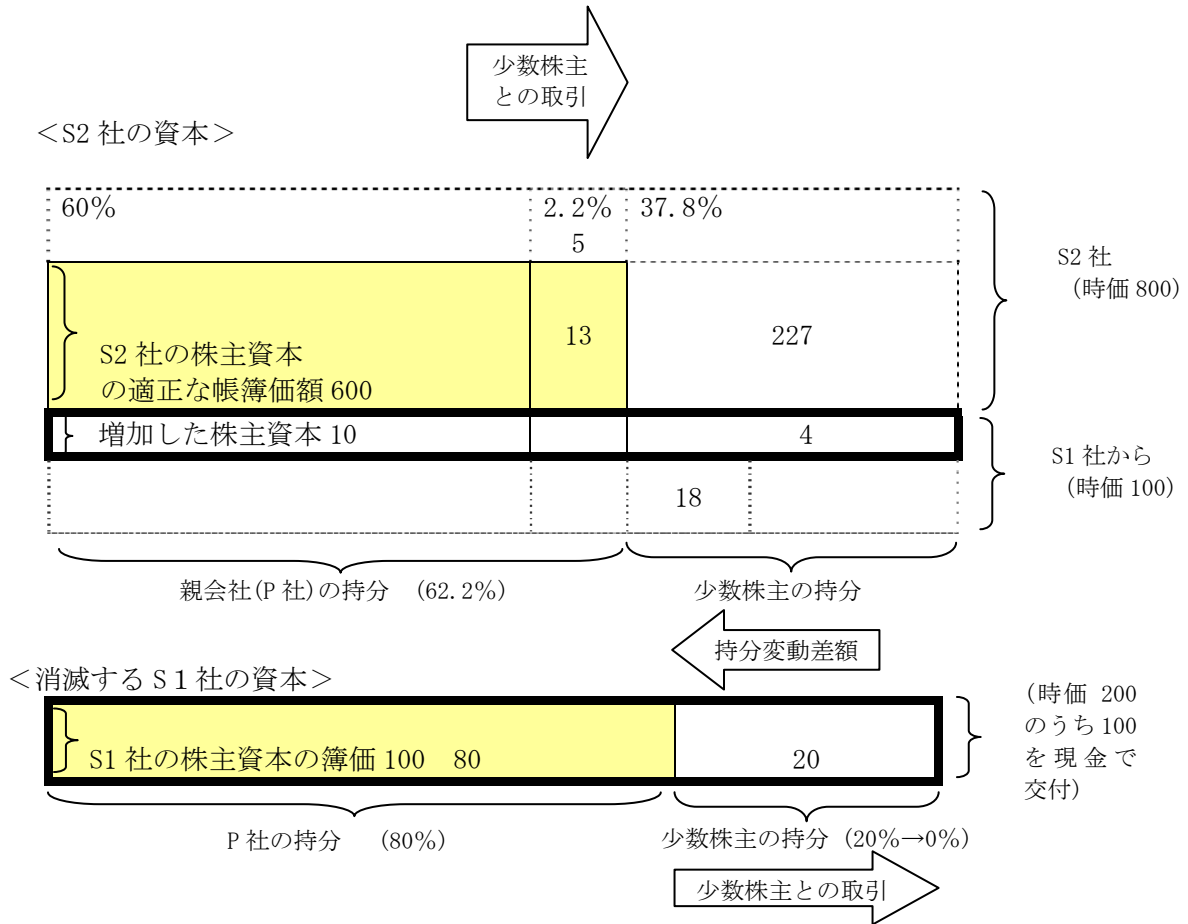 少数株主
との取引
＜S2 社の資本＞
60%
2.2%
37.8%
5
S2 社の株主資本
の適正な帳簿価額 600
13
227
S2 社
（時価 800）
増加した株主資本 10
4
S1 社から
（時価 100）
18
親会社(P 社)の持分　(62.2%)
少数株主の持分
持分変動差額
＜消滅するＳ１社の資本＞
S1 社の株主資本の簿価 100　80
20
（時価 200
のうち 100
を現金で
交付）
P 社の持分　(80%)
少数株主の持分（20%→0%）
少数株主との取引